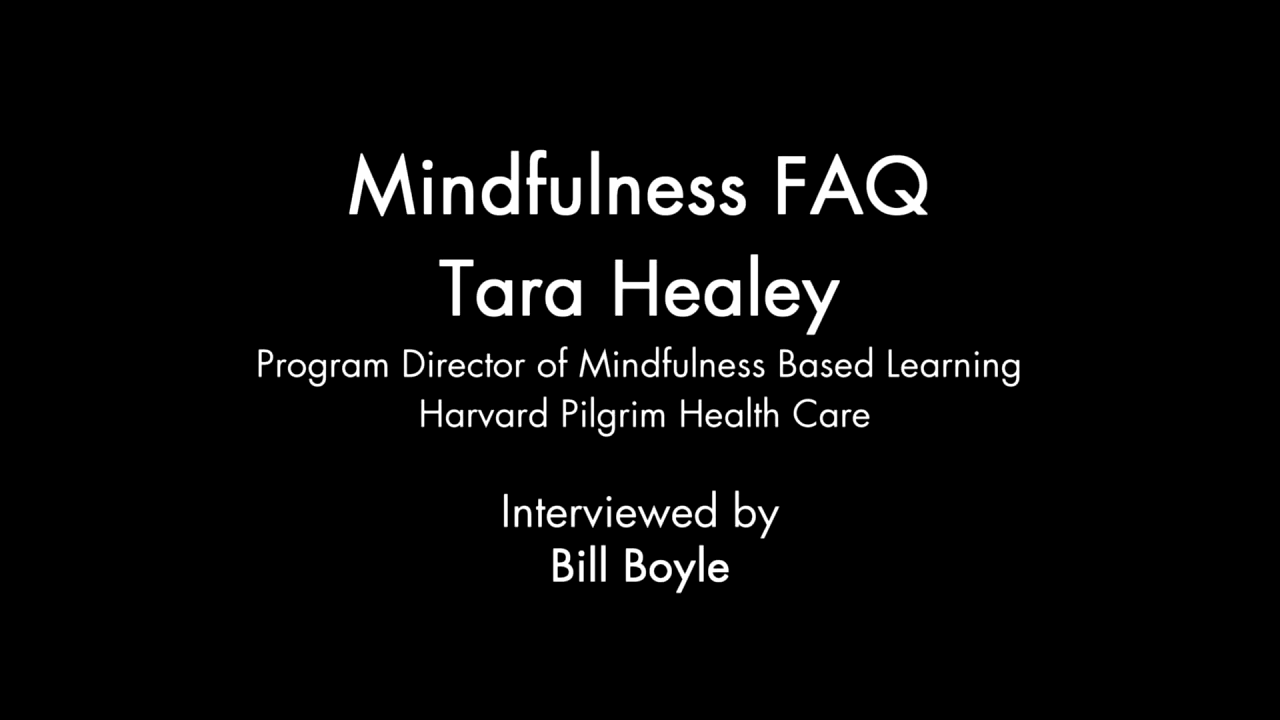 Mindfulness FAQ
Tara Healey
Program Director of Mindfulness Based Learning
Harvard Pilgrim Health Care
Interviewed by
Bill Boyle